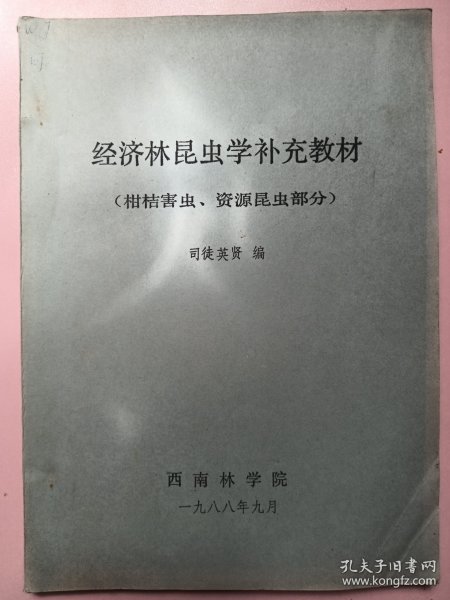 经济林昆虫学补充教材
（柑桔害虫、资源昆虫部分）
司徒英贤 编
西南林学院
一九八八年九月
孔夫子旧书网
www.kongfz.com